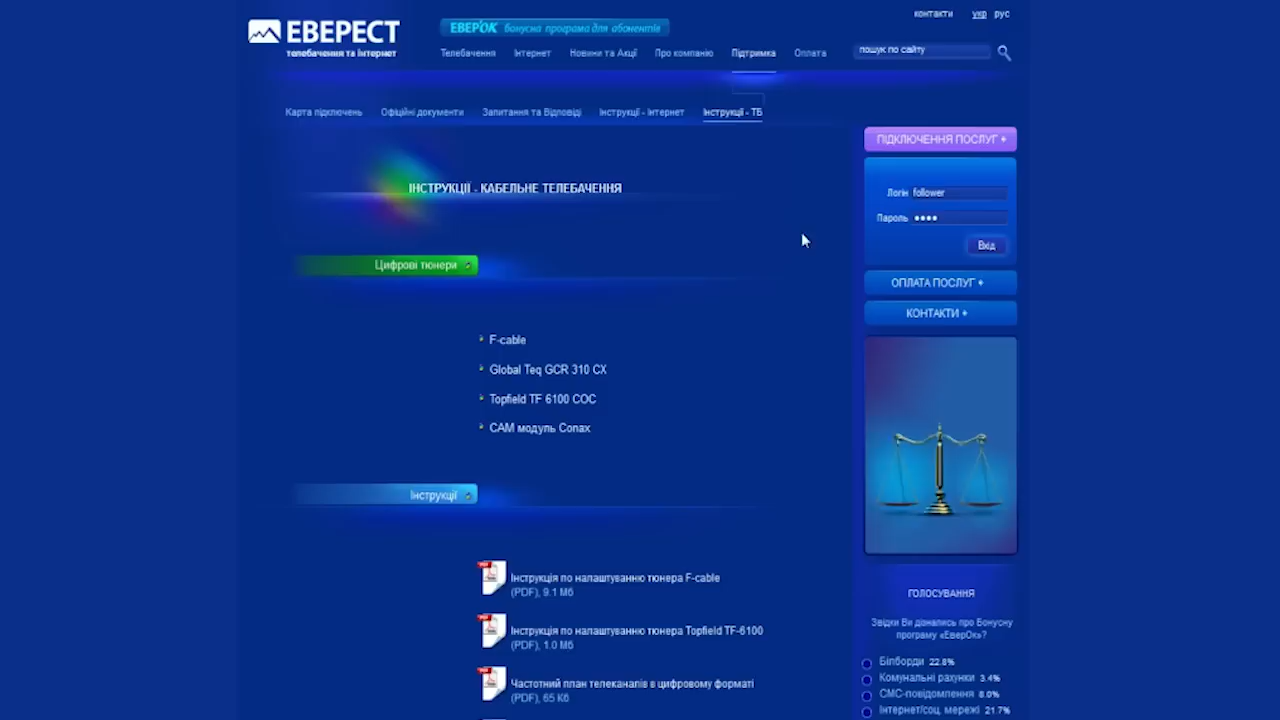 контакти укр рус
ЕВЕРЕСТ
телебачення та інтернет
ЕВЕР'ОК бонусна програма для абонентів
Телебачення Інтернет Новини та Акції Про компанію Підтримка Оплата
пошук по сайту
Карта підключень Офіційні документи Запитання та Відповіді Інструкції - Інтернет Інструкції - ТБ
ІНСТРУКЦІЇ - КАБЕЛЬНЕ ТЕЛЕБАЧЕННЯ
Цифрові тюнери
F-cable
Global Teq GCR 310 CX
Topfield TF 6100 COC
CAM модуль Conax
Інструкції
Інструкція по налаштуванню тюнера F-cable
(PDF), 9.1 Мб
Інструкція по налаштуванню тюнера Topfield TF-6100
(PDF), 1.0 Мб
Частотний план телеканалів в цифровому форматі
(PDF), 65 Кб
ПІДКЛЮЧЕННЯ ПОСЛУГ
Логін follower
Пароль ••••
Вхід
ОПЛАТА ПОСЛУГ
КОНТАКТИ
ГОЛОСУВАННЯ
Звідки Ви дізнались про Бонусну
програму «ЕверОк»?
Білборди 22.8%
Комунальні рахунки 3.4%
СМС-повідомлення 8.0%
Інтернет/соц. мережі 21.7%